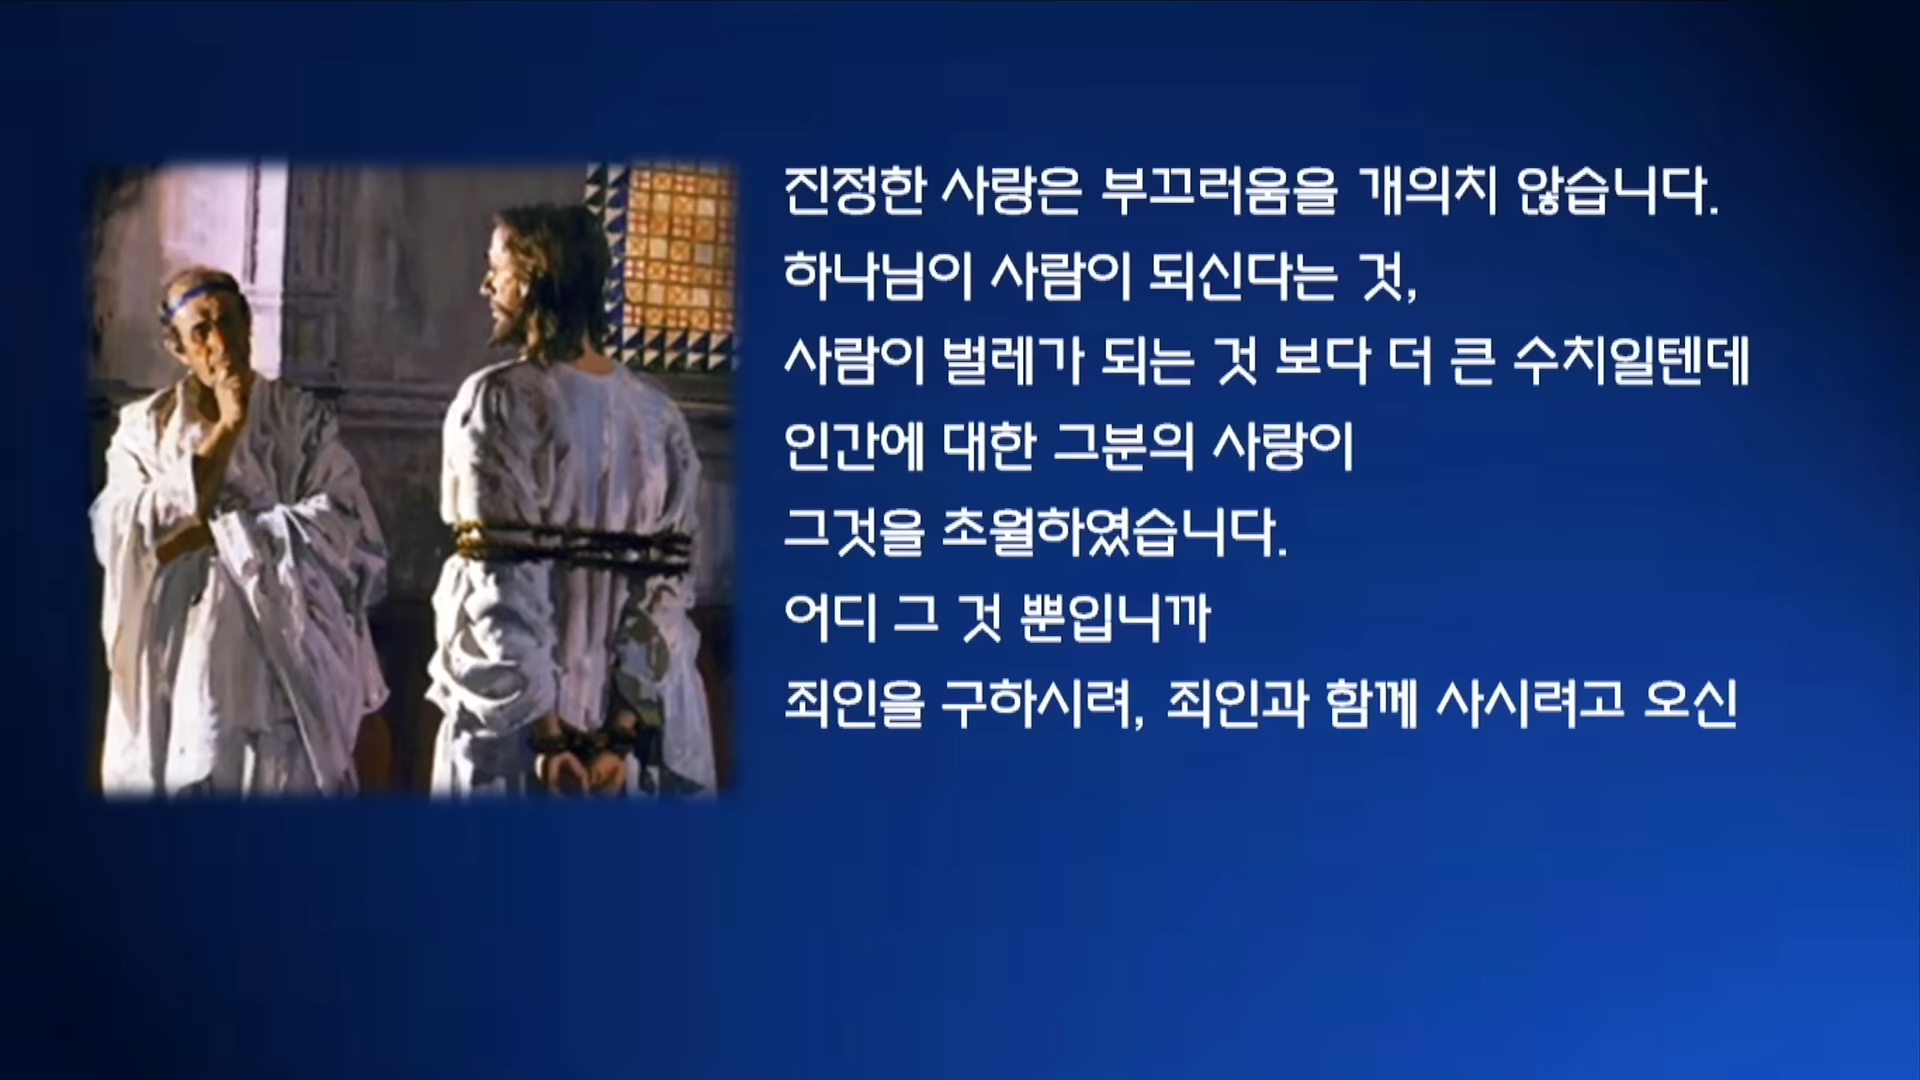 진정한 사랑은 부끄러움을 개의치 않습니다.
하나님이 사람이 되신다는 것,
사람이 벌레가 되는 것 보다 더 큰 수치일텐데
인간에 대한 그분의 사랑이
그것을 초월하였습니다.
어디 그 것 뿐입니까
죄인을 구하시려, 죄인과 함께 사시려고 오신